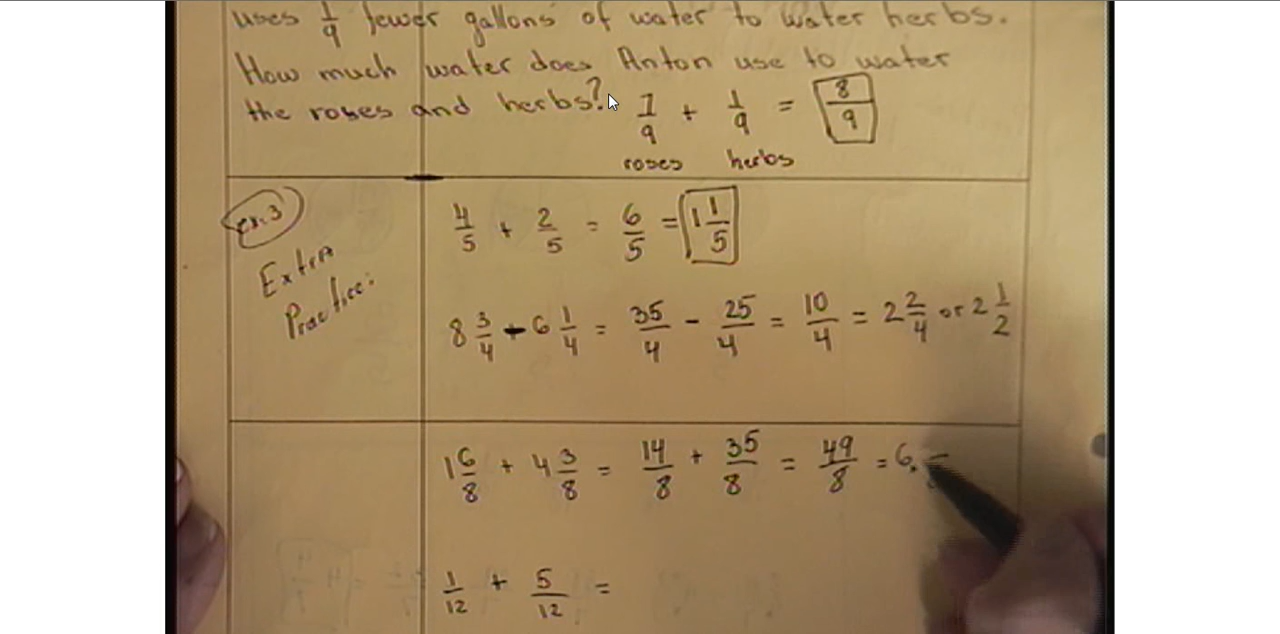 uses 1/9 fewer gallons of water to water herbs.
How much water does Anton use to water
the roses and herbs? 7/9 + 1/9 = 8/9
roses herbs
ex. 3
Extra
Practice:
4/5 + 2/5 = 6/5 = 1 1/5
8 3/4 - 6 1/4 = 35/4 - 25/4 = 10/4 = 2 2/4 or 2 1/2
1 6/8 + 4 3/8 = 14/8 + 35/8 = 49/8 = 6
1/12 + 5/12 =